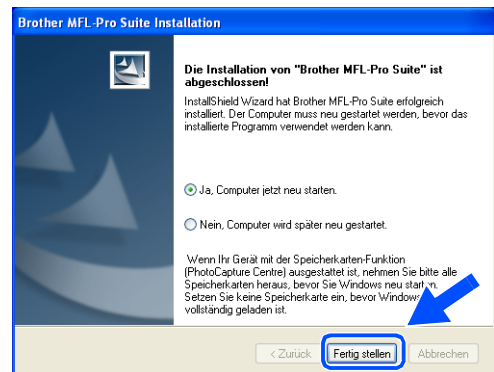 Brother MFL-Pro Suite Installation
Die Installation von "Brother MFL-Pro Suite" ist
abgeschlossen!
InstallShield Wizard hat Brother MFL-Pro Suite erfolgreich
installiert. Der Computer muss neu gestartet werden, bevor das
installierte Programm verwendet werden kann.
Ja, Computer jetzt neu starten.
Nein, Computer wird später neu gestartet.
Wenn Ihr Gerät mit der Speicherkarten-Funktion
(PhotoCapture Centre) ausgestattet ist, nehmen Sie bitte alle
Speicherkarten heraus, bevor Sie Windows neu starten.
Setzen Sie keine Speicherkarte ein, bevor Windows
vollständig geladen ist.
< Zurück
Fertig stellen
Abbrechen